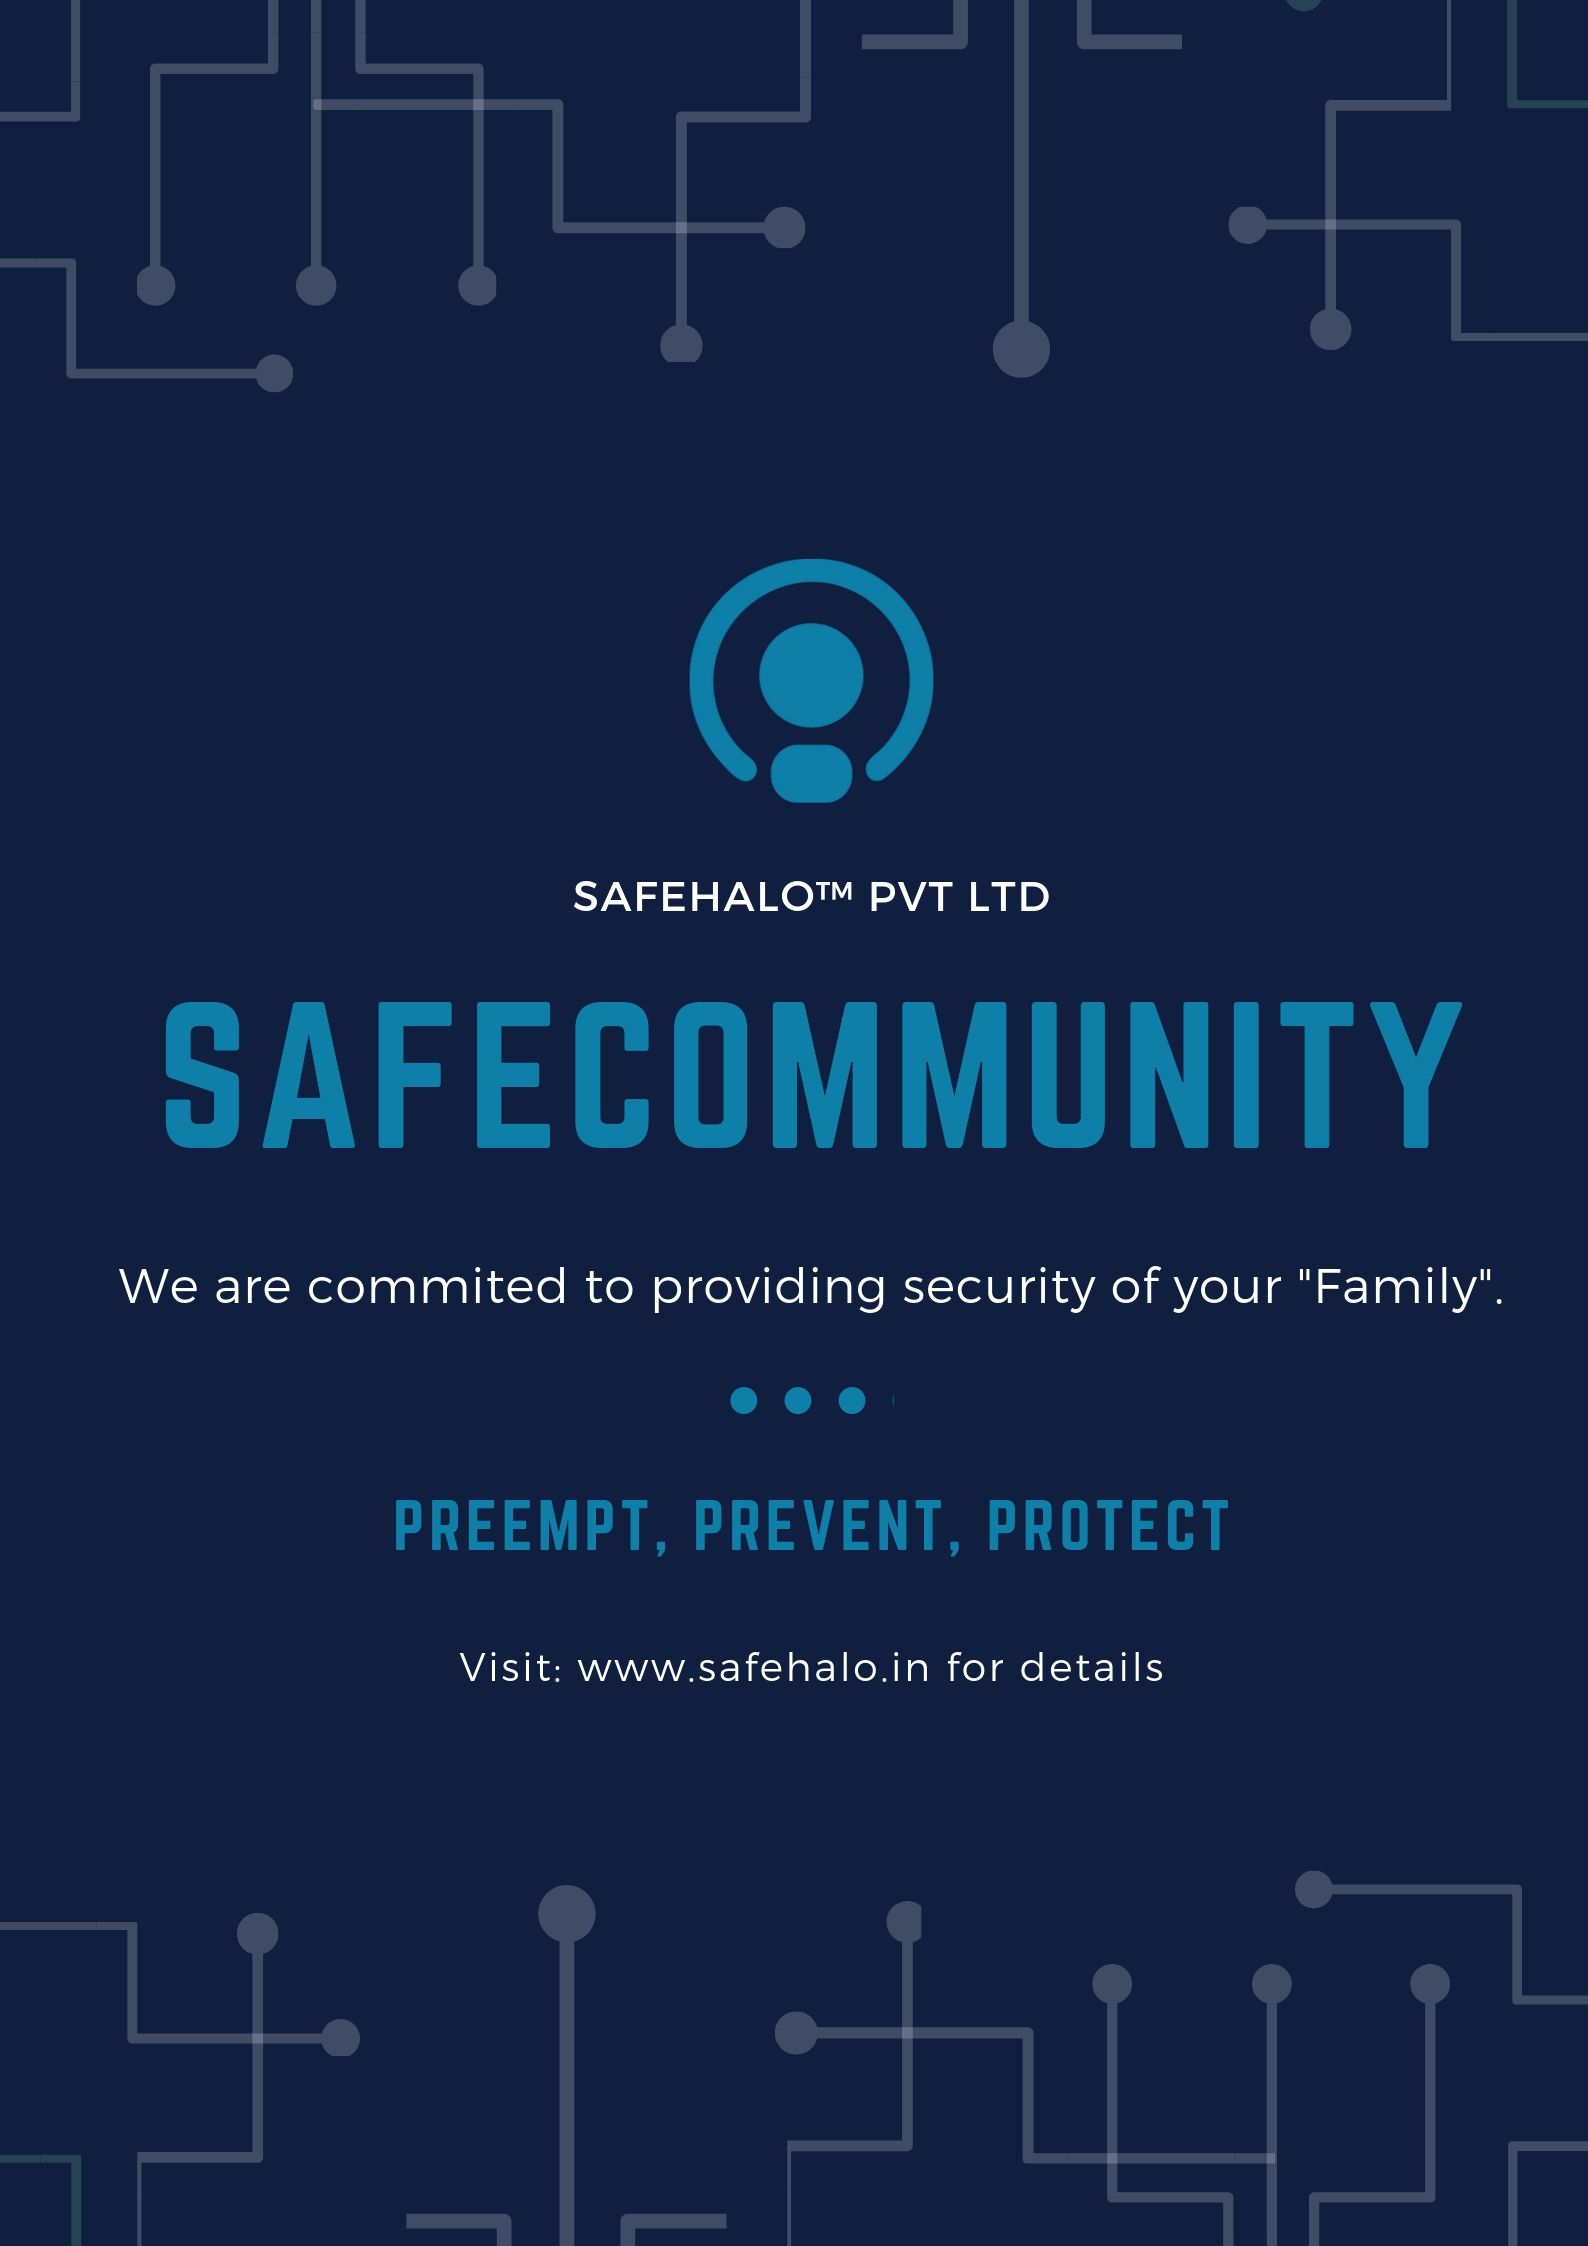 SAFEHALO™ PVT LTD
SAFECOMMUNITY
We are commited to providing security of your "Family".
PREEMPT, PREVENT, PROTECT
Visit: www.safehalo.in for details